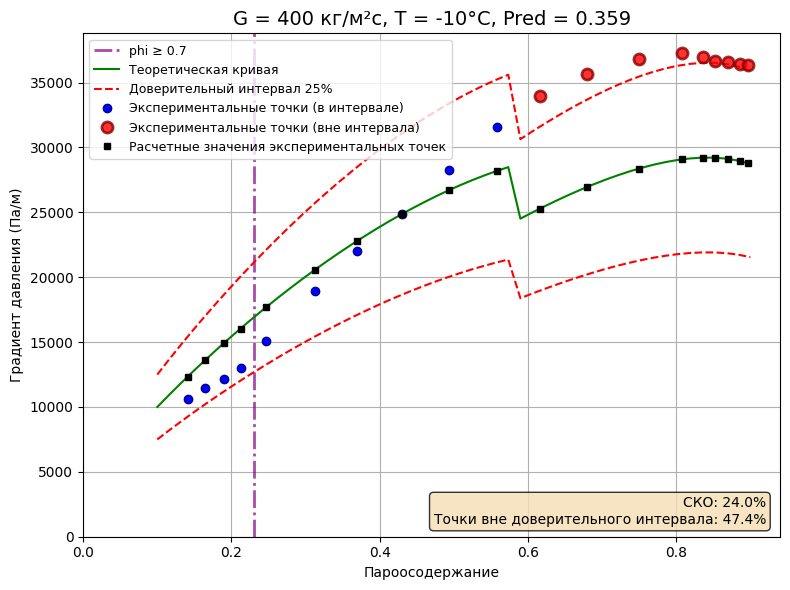 G = 400 кг/м²с, T = -10°C, Pred = 0.359
phi ≥ 0.7
Теоретическая кривая
Доверительный интервал 25%
Экспериментальные точки (в интервале)
Экспериментальные точки (вне интервала)
Расчетные значения экспериментальных точек
Градиент давления (Па/м)
35000
30000
25000
20000
15000
10000
5000
0
СКО: 24.0%
Точки вне доверительного интервала: 47.4%
0.0 0.2 0.4 0.6 0.8
Пароосодержание